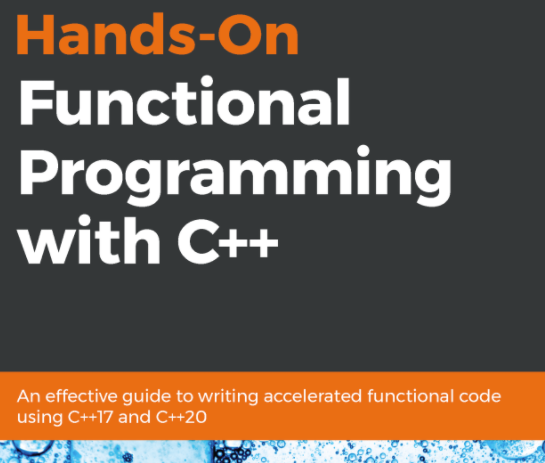 Hands-On
Functional
Programming
with C++
An effective guide to writing accelerated functional code
using C++17 and C++20